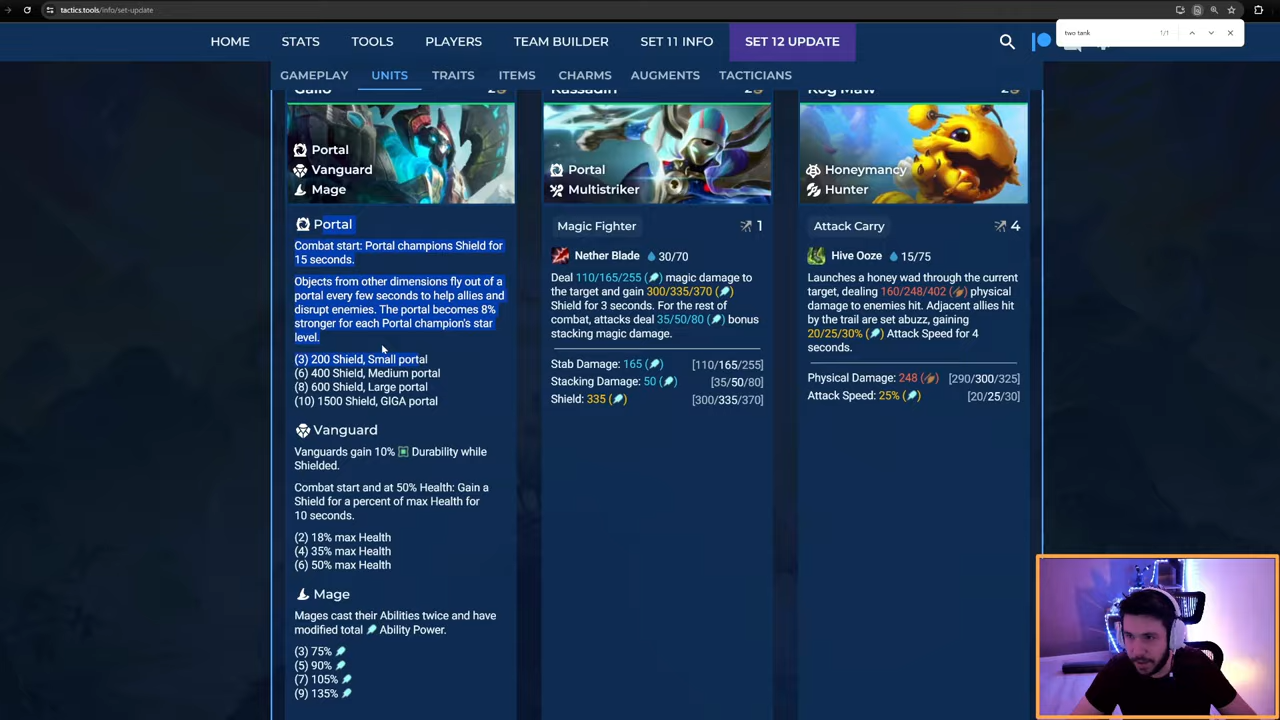 tactics.tools/info/set-update
two tank
1/1
HOME
STATS
TOOLS
PLAYERS
TEAM BUILDER
SET 11 INFO
SET 12 UPDATE
GAMEPLAY
UNITS
TRAITS
ITEMS
CHARMS
AUGMENTS
TACTICIANS
Galio
2
Portal
Vanguard
Mage
Portal
Combat start: Portal champions Shield for
15 seconds.
Objects from other dimensions fly out of a
portal every few seconds to help allies and
disrupt enemies. The portal becomes 8%
stronger for each Portal champion's star
level.
(3) 200 Shield, Small portal
(6) 400 Shield, Medium portal
(8) 600 Shield, Large portal
(10) 1500 Shield, GIGA portal
Vanguard
Vanguards gain 10% Durability while
Shielded.
Combat start and at 50% Health: Gain a
Shield for a percent of max Health for
10 seconds.
(2) 18% max Health
(4) 35% max Health
(6) 50% max Health
Mage
Mages cast their Abilities twice and have
modified total Ability Power.
(3) 75%
(5) 90%
(7) 105%
(9) 135%
Kassadin
2
Portal
Multistriker
Magic Fighter
1
Nether Blade 30/70
Deal 110/165/255 ( ) magic damage to
the target and gain 300/335/370 ( )
Shield for 3 seconds. For the rest of
combat, attacks deal 35/50/80 ( ) bonus
stacking magic damage.
Stab Damage: 165 ( ) [110/165/255]
Stacking Damage: 50 ( ) [35/50/80]
Shield: 335 ( ) [300/335/370]
Kog'Maw
2
Honeymancy
Hunter
Attack Carry
4
Hive Ooze 15/75
Launches a honey wad through the current
target, dealing 160/248/402 ( ) physical
damage to enemies hit. Adjacent allies hit
by the trail are set abuzz, gaining
20/25/30% ( ) Attack Speed for 4
seconds.
Physical Damage: 248 ( ) [290/300/325]
Attack Speed: 25% ( ) [20/25/30]